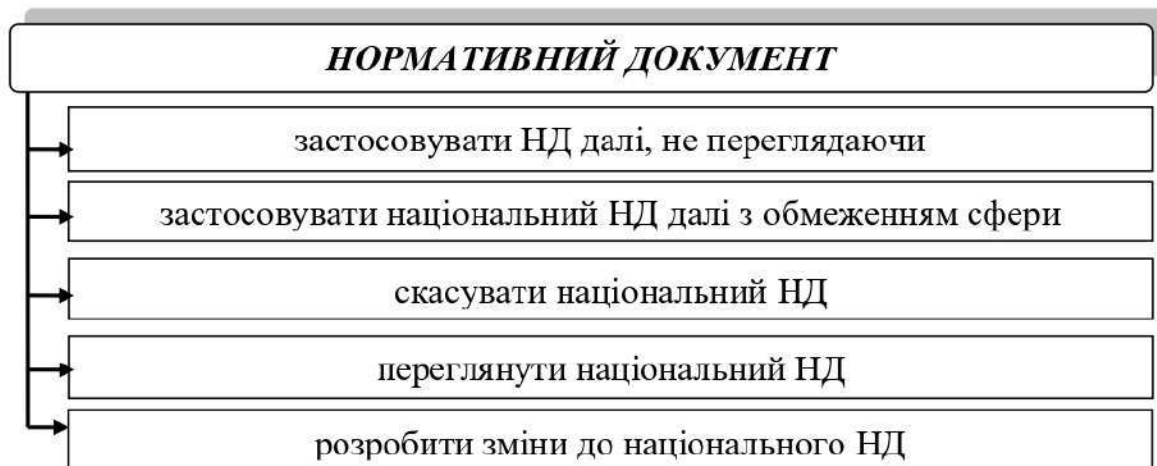 НОРМАТИВНИЙ ДОКУМЕНТ
застосовувати НД далі, не переглядаючи
застосовувати національний НД далі з обмеженням сфери
скасувати національний НД
переглянути національний НД
розробити зміни до національного НД